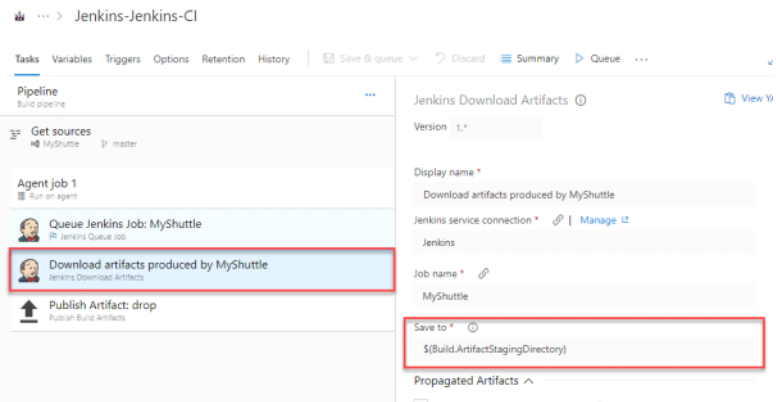 Jenkins-Jenkins-CI
Tasks Variables Triggers Options Retention History Save & queue Discard Summary Queue ...
Pipeline
Build pipeline
...
Get sources
MyShuttle master
Agent job 1
Run on agent
Queue Jenkins Job: MyShuttle
Jenkins Queue Job
Download artifacts produced by MyShuttle
Jenkins Download Artifacts
Publish Artifact: drop
Publish Build Artifacts
Jenkins Download Artifacts
View YA
Version 1.*
Display name *
Download artifacts produced by MyShuttle
Jenkins service connection * | Manage
Jenkins
Job name *
MyShuttle
Save to *
$(Build.ArtifactStagingDirectory)
Propagated Artifacts